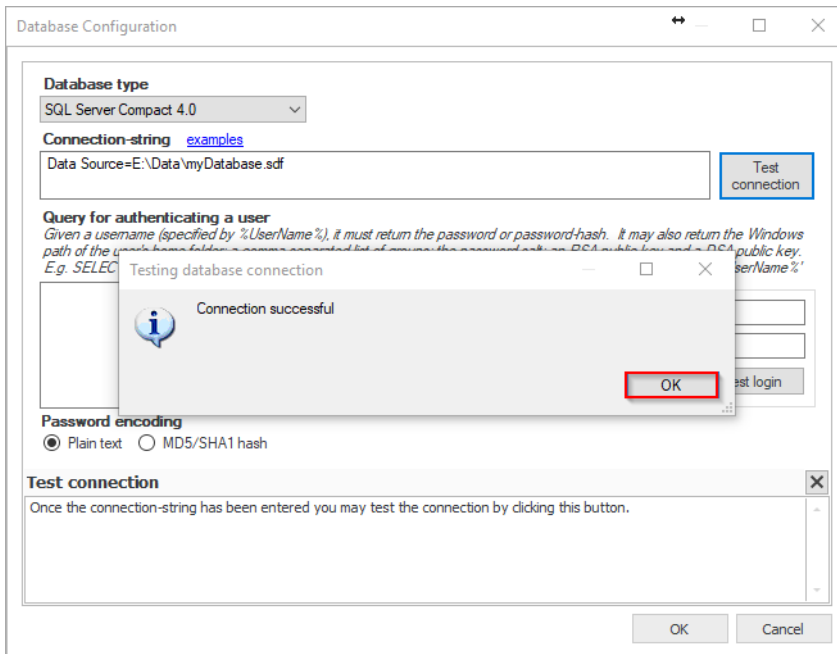 Database Configuration
Database type
SQL Server Compact 4.0
Connection-string examples
Data Source=E:\Data\myDatabase.sdf
Test
connection
Query for authenticating a user
Given a username (specified by %UserName%), it must return the password or password-hash. It may also return the Windows
path of the user's home folder; a comma-separated list of groups; the password salt; an RSA public key and a DSA public key.
E.g. SELEC
serName%'
Testing database connection
Connection successful
OK
est login
Password encoding
Plain text MD5/SHA1 hash
Test connection
Once the connection-string has been entered you may test the connection by clicking this button.
OK Cancel